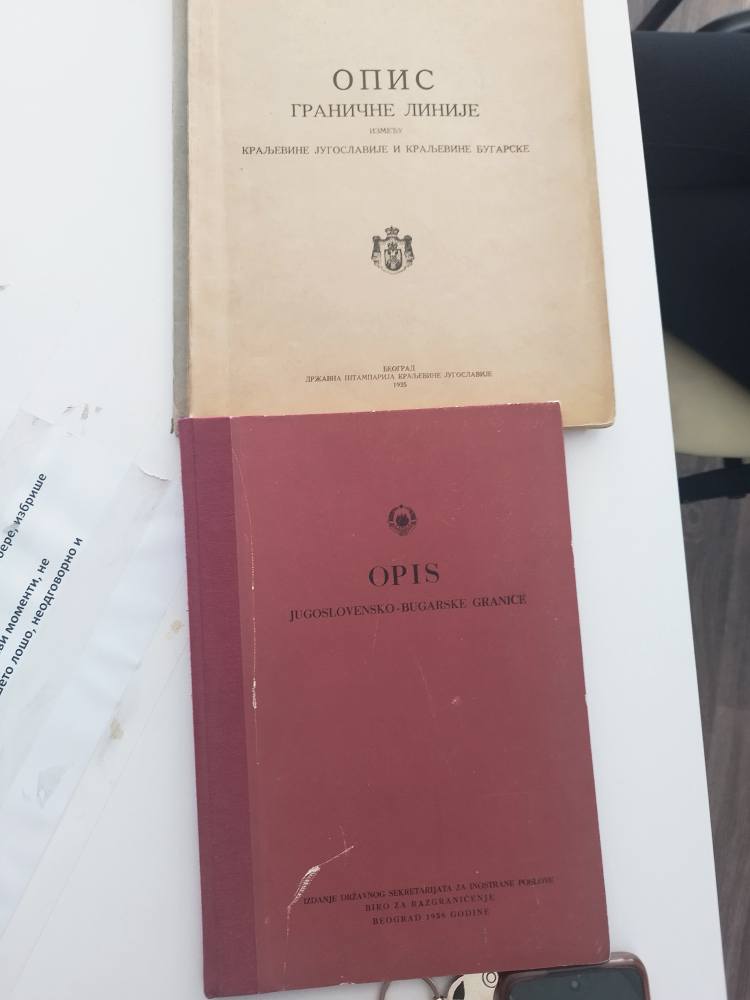 ОПИС
ГРАНИЧНЕ ЛИНИЈЕ
ИЗМЕЂУ
КРАЉЕВИНЕ ЈУГОСЛАВИЈЕ И КРАЉЕВИНЕ БУГАРСКЕ
БЕОГРАД
ДРЖАВНА ШТАМПАРИЈА КРАЉЕВИНЕ ЈУГОСЛАВИЈЕ
1935
OPIS
JUGOSLOVENSKO-BUGARSKE GRANICE
IZDANJE DRŽAVNOG SEKRETARIJATA ZA INOSTRANE POSLOVE
BIRO ZA RAZGRANIČENJE
BEOGRAD 1956 GODINE
избрише
моменти, не
лошо, неодговорно и